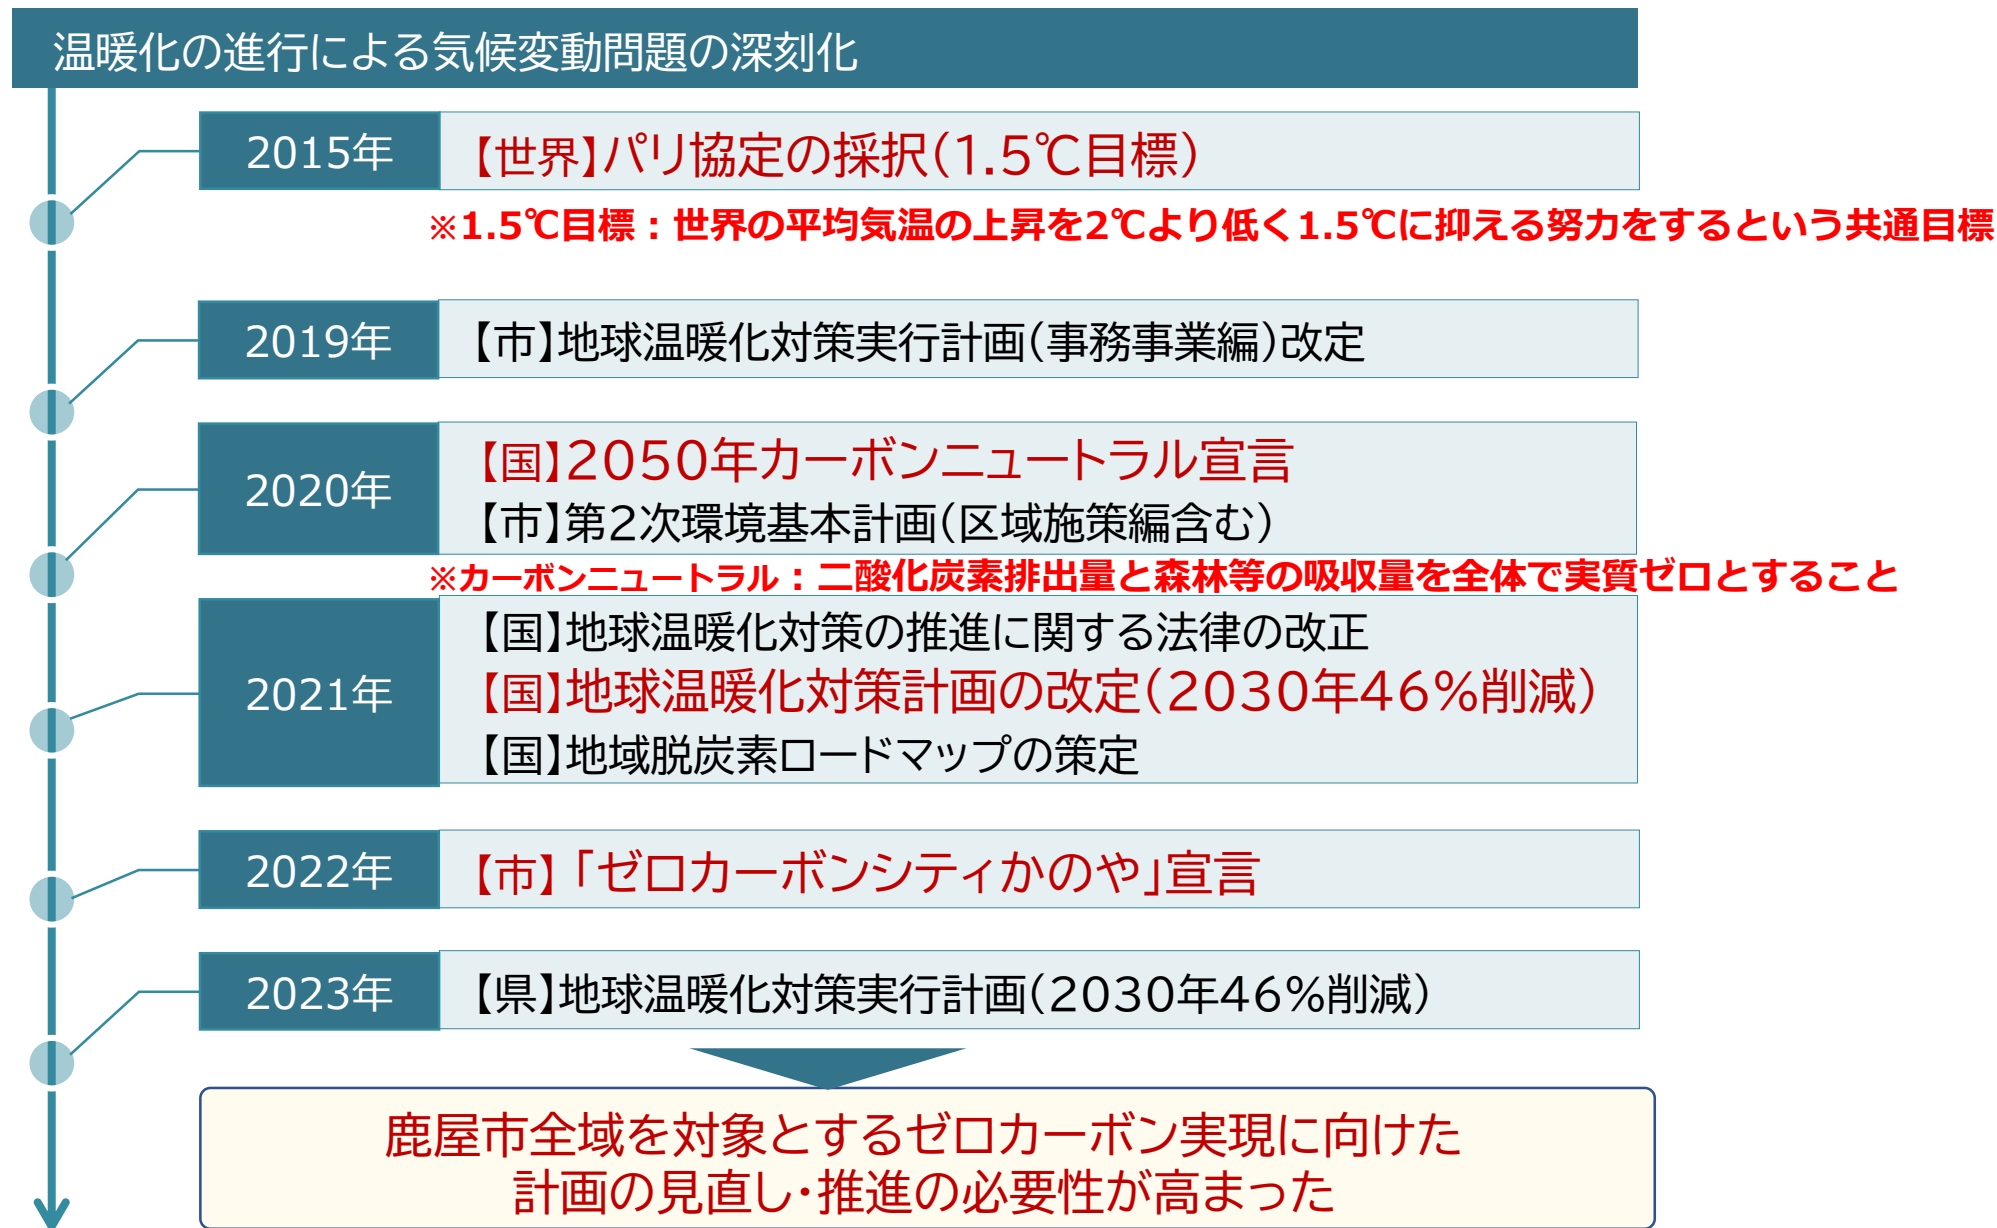 温暖化の進行による気候変動問題の深刻化
2015年
【世界】パリ協定の採択(1.5℃目標)
※1.5℃目標：世界の平均気温の上昇を2℃より低く1.5℃に抑える努力をするという共通目標
2019年
【市】地球温暖化対策実行計画(事務事業編)改定
2020年
【国】2050年カーボンニュートラル宣言
【市】第2次環境基本計画(区域施策編含む)
※カーボンニュートラル：二酸化炭素排出量と森林等の吸収量を全体で実質ゼロとすること
2021年
【国】地球温暖化対策の推進に関する法律の改正
【国】地球温暖化対策計画の改定(2030年46%削減)
【国】地域脱炭素ロードマップの策定
2022年
【市】「ゼロカーボンシティかのや」宣言
2023年
【県】地球温暖化対策実行計画(2030年46%削減)
鹿屋市全域を対象とするゼロカーボン実現に向けた
計画の見直し・推進の必要性が高まった